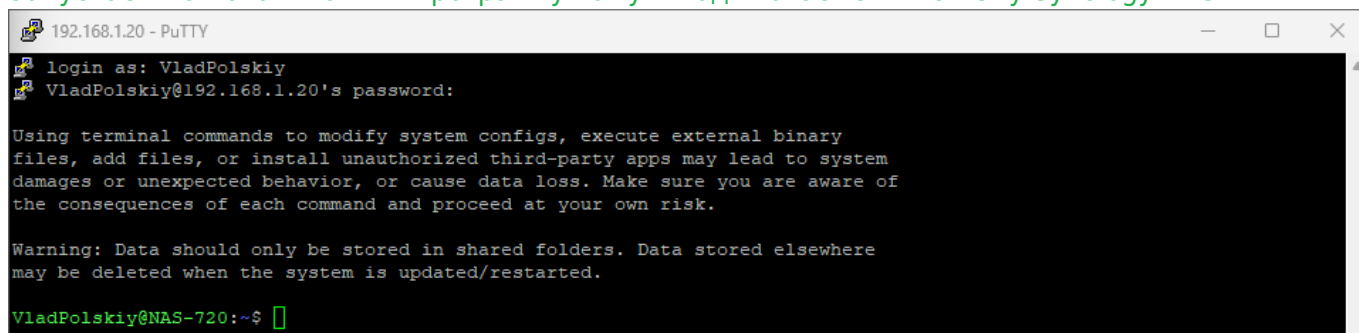 192.168.1.20 - PuTTY
login as: VladPolskiy
VladPolskiy@192.168.1.20's password:
Using terminal commands to modify system configs, execute external binary
files, add files, or install unauthorized third-party apps may lead to system
damages or unexpected behavior, or cause data loss. Make sure you are aware of
the consequences of each command and proceed at your own risk.
Warning: Data should only be stored in shared folders. Data stored elsewhere
may be deleted when the system is updated/restarted.
VladPolskiy@NAS-720:~$